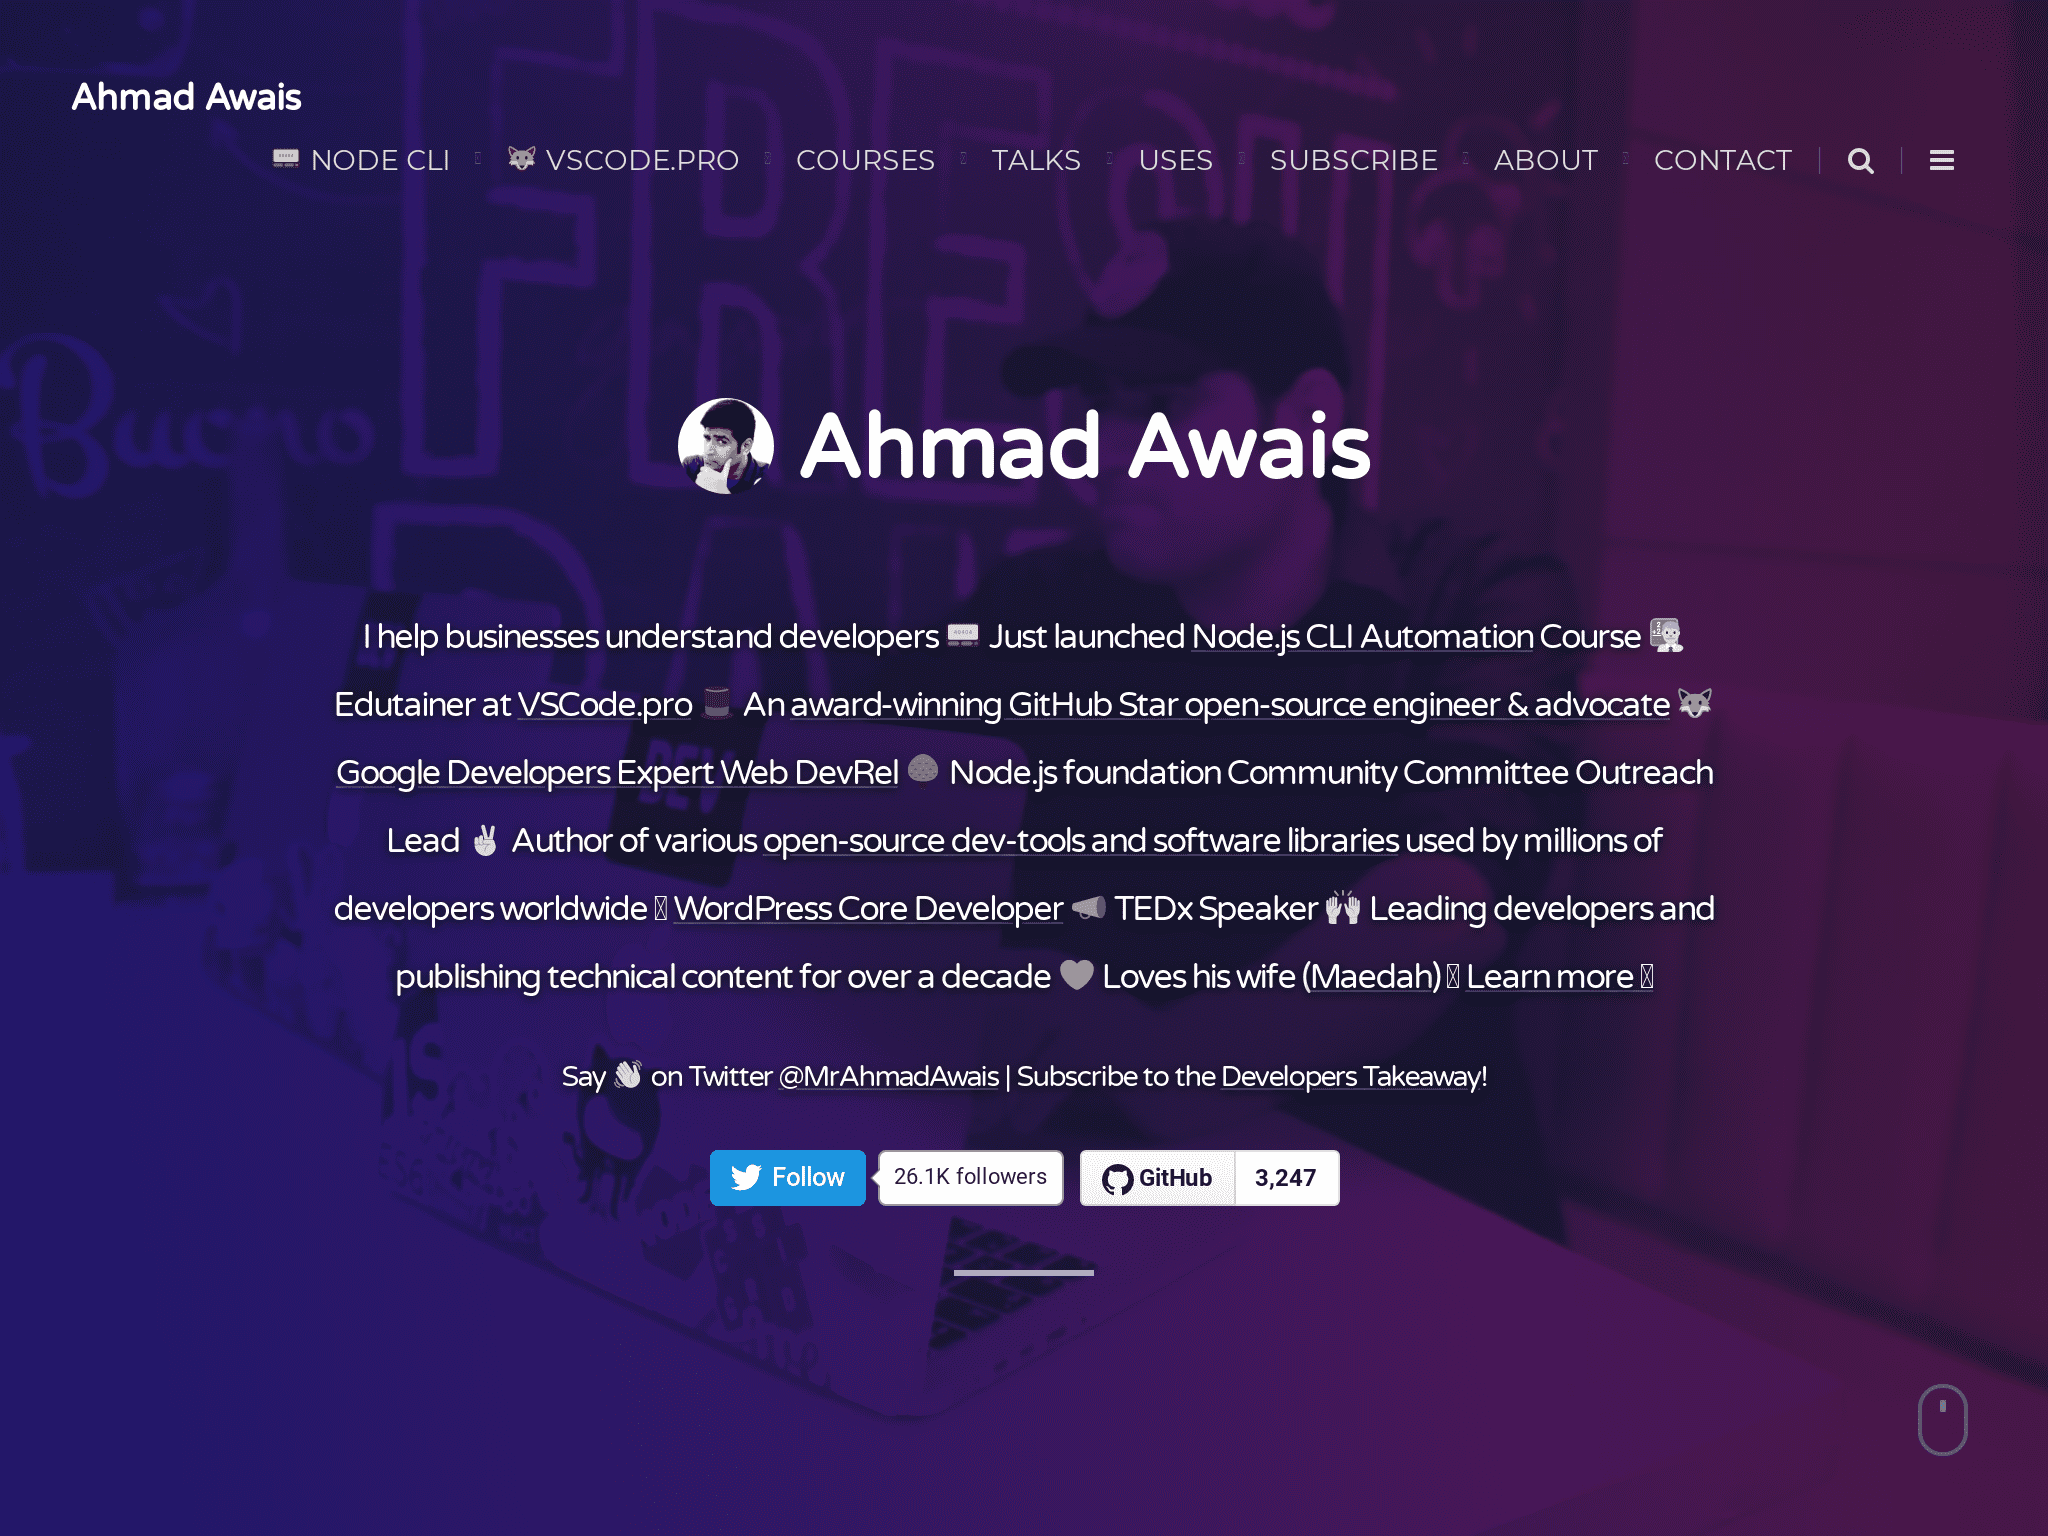 Ahmad Awais
NODE CLI VSCODE.PRO COURSES TALKS USES SUBSCRIBE ABOUT CONTACT
FRESH
Bueno
Ahmad Awais
I help businesses understand developers Just launched Node.js CLI Automation Course
Edutainer at VSCode.pro An award-winning GitHub Star open-source engineer & advocate
DEV
Google Developers Expert Web DevRel Node.js foundation Community Committee Outreach
Lead ✌ Author of various open-source dev-tools and software libraries used by millions of
developers worldwide WordPress Core Developer TEDx Speaker 🙌 Leading developers and
publishing technical content for over a decade ❤ Loves his wife (Maedah) Learn more
Say 👋 on Twitter @MrAhmadAwais | Subscribe to the Developers Takeaway!
Follow 26.1K followers GitHub 3,247